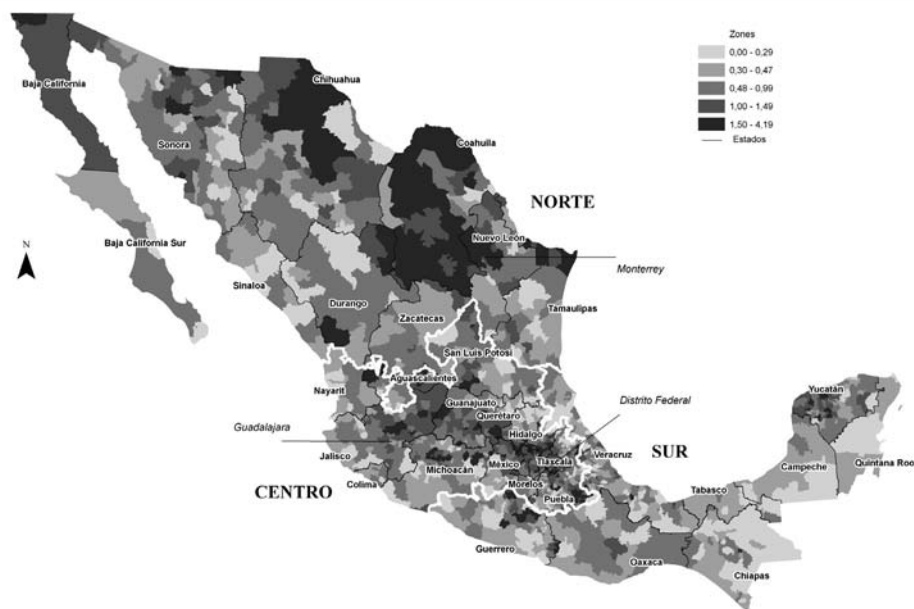 Zones
0,00 - 0,29
0,30 - 0,47
0,48 - 0,99
1,00 - 1,49
1,50 - 4,19
Estados
Baja California
Chihuahua
Sonora
Coahuila
NORTE
Nuevo León
Baja California Sur
N
Monterrey
Sinaloa
Durango
Tamaulipas
Zacatecas
San Luis Potosí
Aguascalientes
Nayarit
Yucatán
Guanajuato
Distrito Federal
Querétaro
Guadalajara
Hidalgo
SUR
Jalisco
Michoacán
México
Tláxcala
Veracruz
Campeche
Quintana Roo
Colima
CENTRO
Morelos
Tabasco
Puebla
Guerrero
Oaxaca
Chiapas